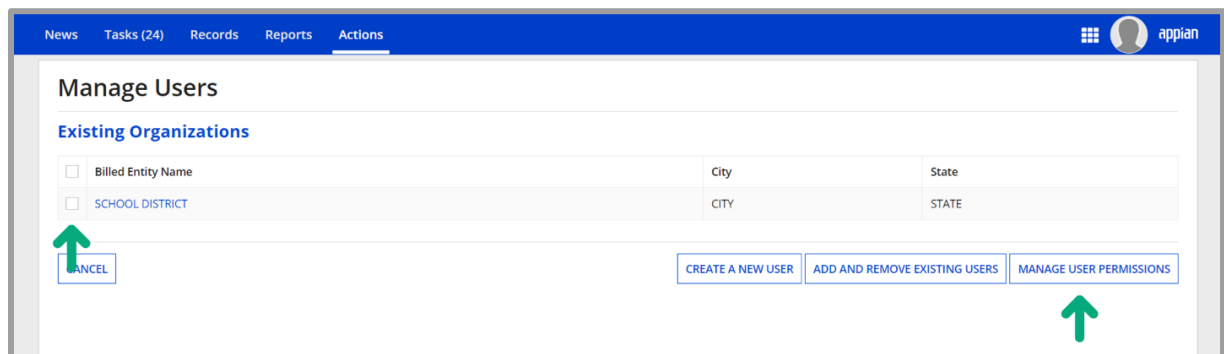 News Tasks (24) Records Reports Actions appian
Manage Users
Existing Organizations
Billed Entity Name City State
SCHOOL DISTRICT CITY STATE
CANCEL CREATE A NEW USER ADD AND REMOVE EXISTING USERS MANAGE USER PERMISSIONS